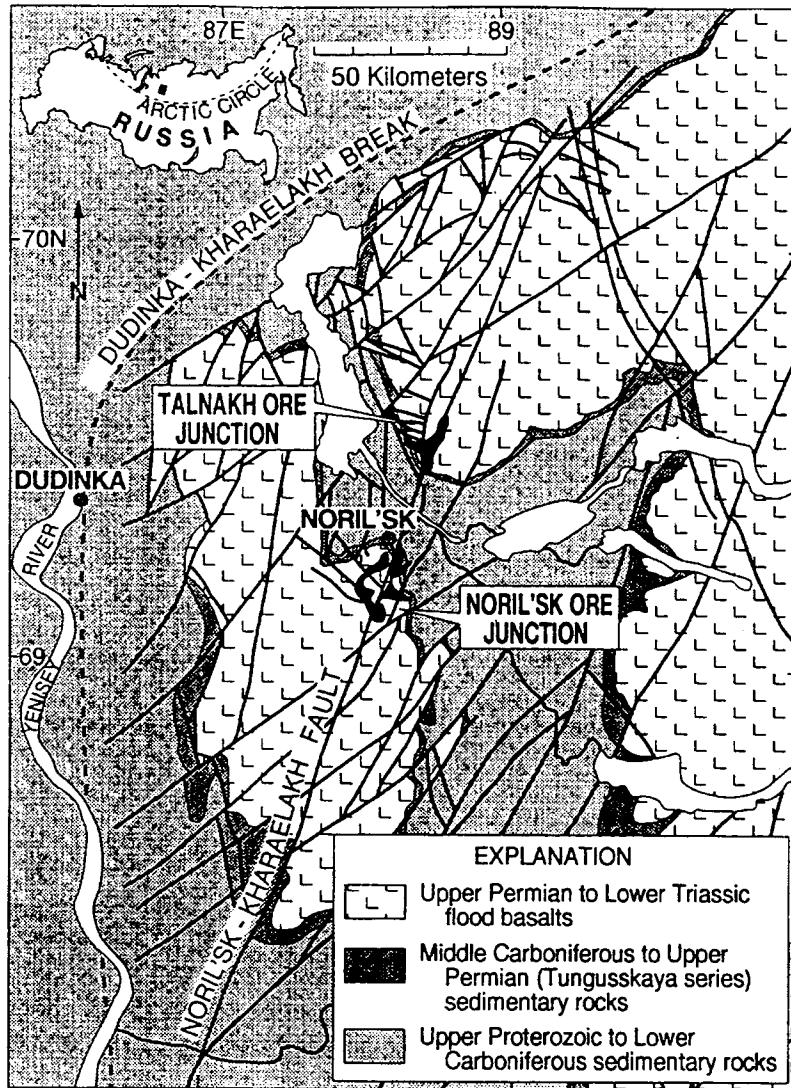 87E
89
50 Kilometers
ARCTIC CIRCLE
RUSSIA
DUDINKA - KHARAELAKH BREAK
70N
N
TALNAKH ORE
JUNCTION
DUDINKA
NORIL'SK
RIVER
NORIL'SK ORE
JUNCTION
69
YENISEY
NORIL'SK - KHARAELAKH FAULT
EXPLANATION
Upper Permian to Lower Triassic
flood basalts
Middle Carboniferous to Upper
Permian (Tungusskaya series)
sedimentary rocks
Upper Proterozoic to Lower
Carboniferous sedimentary rocks